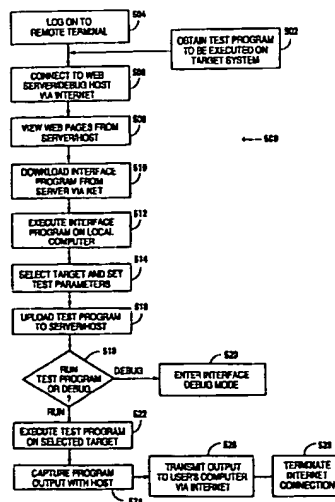 LOG ON TO
REMOTE TERMINAL
504
OBTAIN TEST PROGRAM
TO BE EXECUTED ON
TARGET SYSTEM
502
CONNECT TO WEB
SERVER/DEBUG HOST
VIA INTERNET
506
VIEW WEB PAGES FROM
SERVER/HOST
508
DOWNLOAD INTERFACE
PROGRAM FROM
SERVER VIA NET
510
EXECUTE INTERFACE
PROGRAM ON LOCAL
COMPUTER
512
SELECT TARGET AND SET
TEST PARAMETERS
514
UPLOAD TEST PROGRAM
TO SERVER/HOST
RUN
TEST PROGRAM
OR DEBUG
?
DEBUG
ENTER INTERFACE
DEBUG MODE
RUN
EXECUTE TEST PROGRAM
ON SELECTED TARGET
522
CAPTURE PROGRAM
OUTPUT WITH HOST
524
TRANSMIT OUTPUT
TO USER'S COMPUTER
VIA INTERNET
526
TERMINATE
INTERNET
CONNECTION